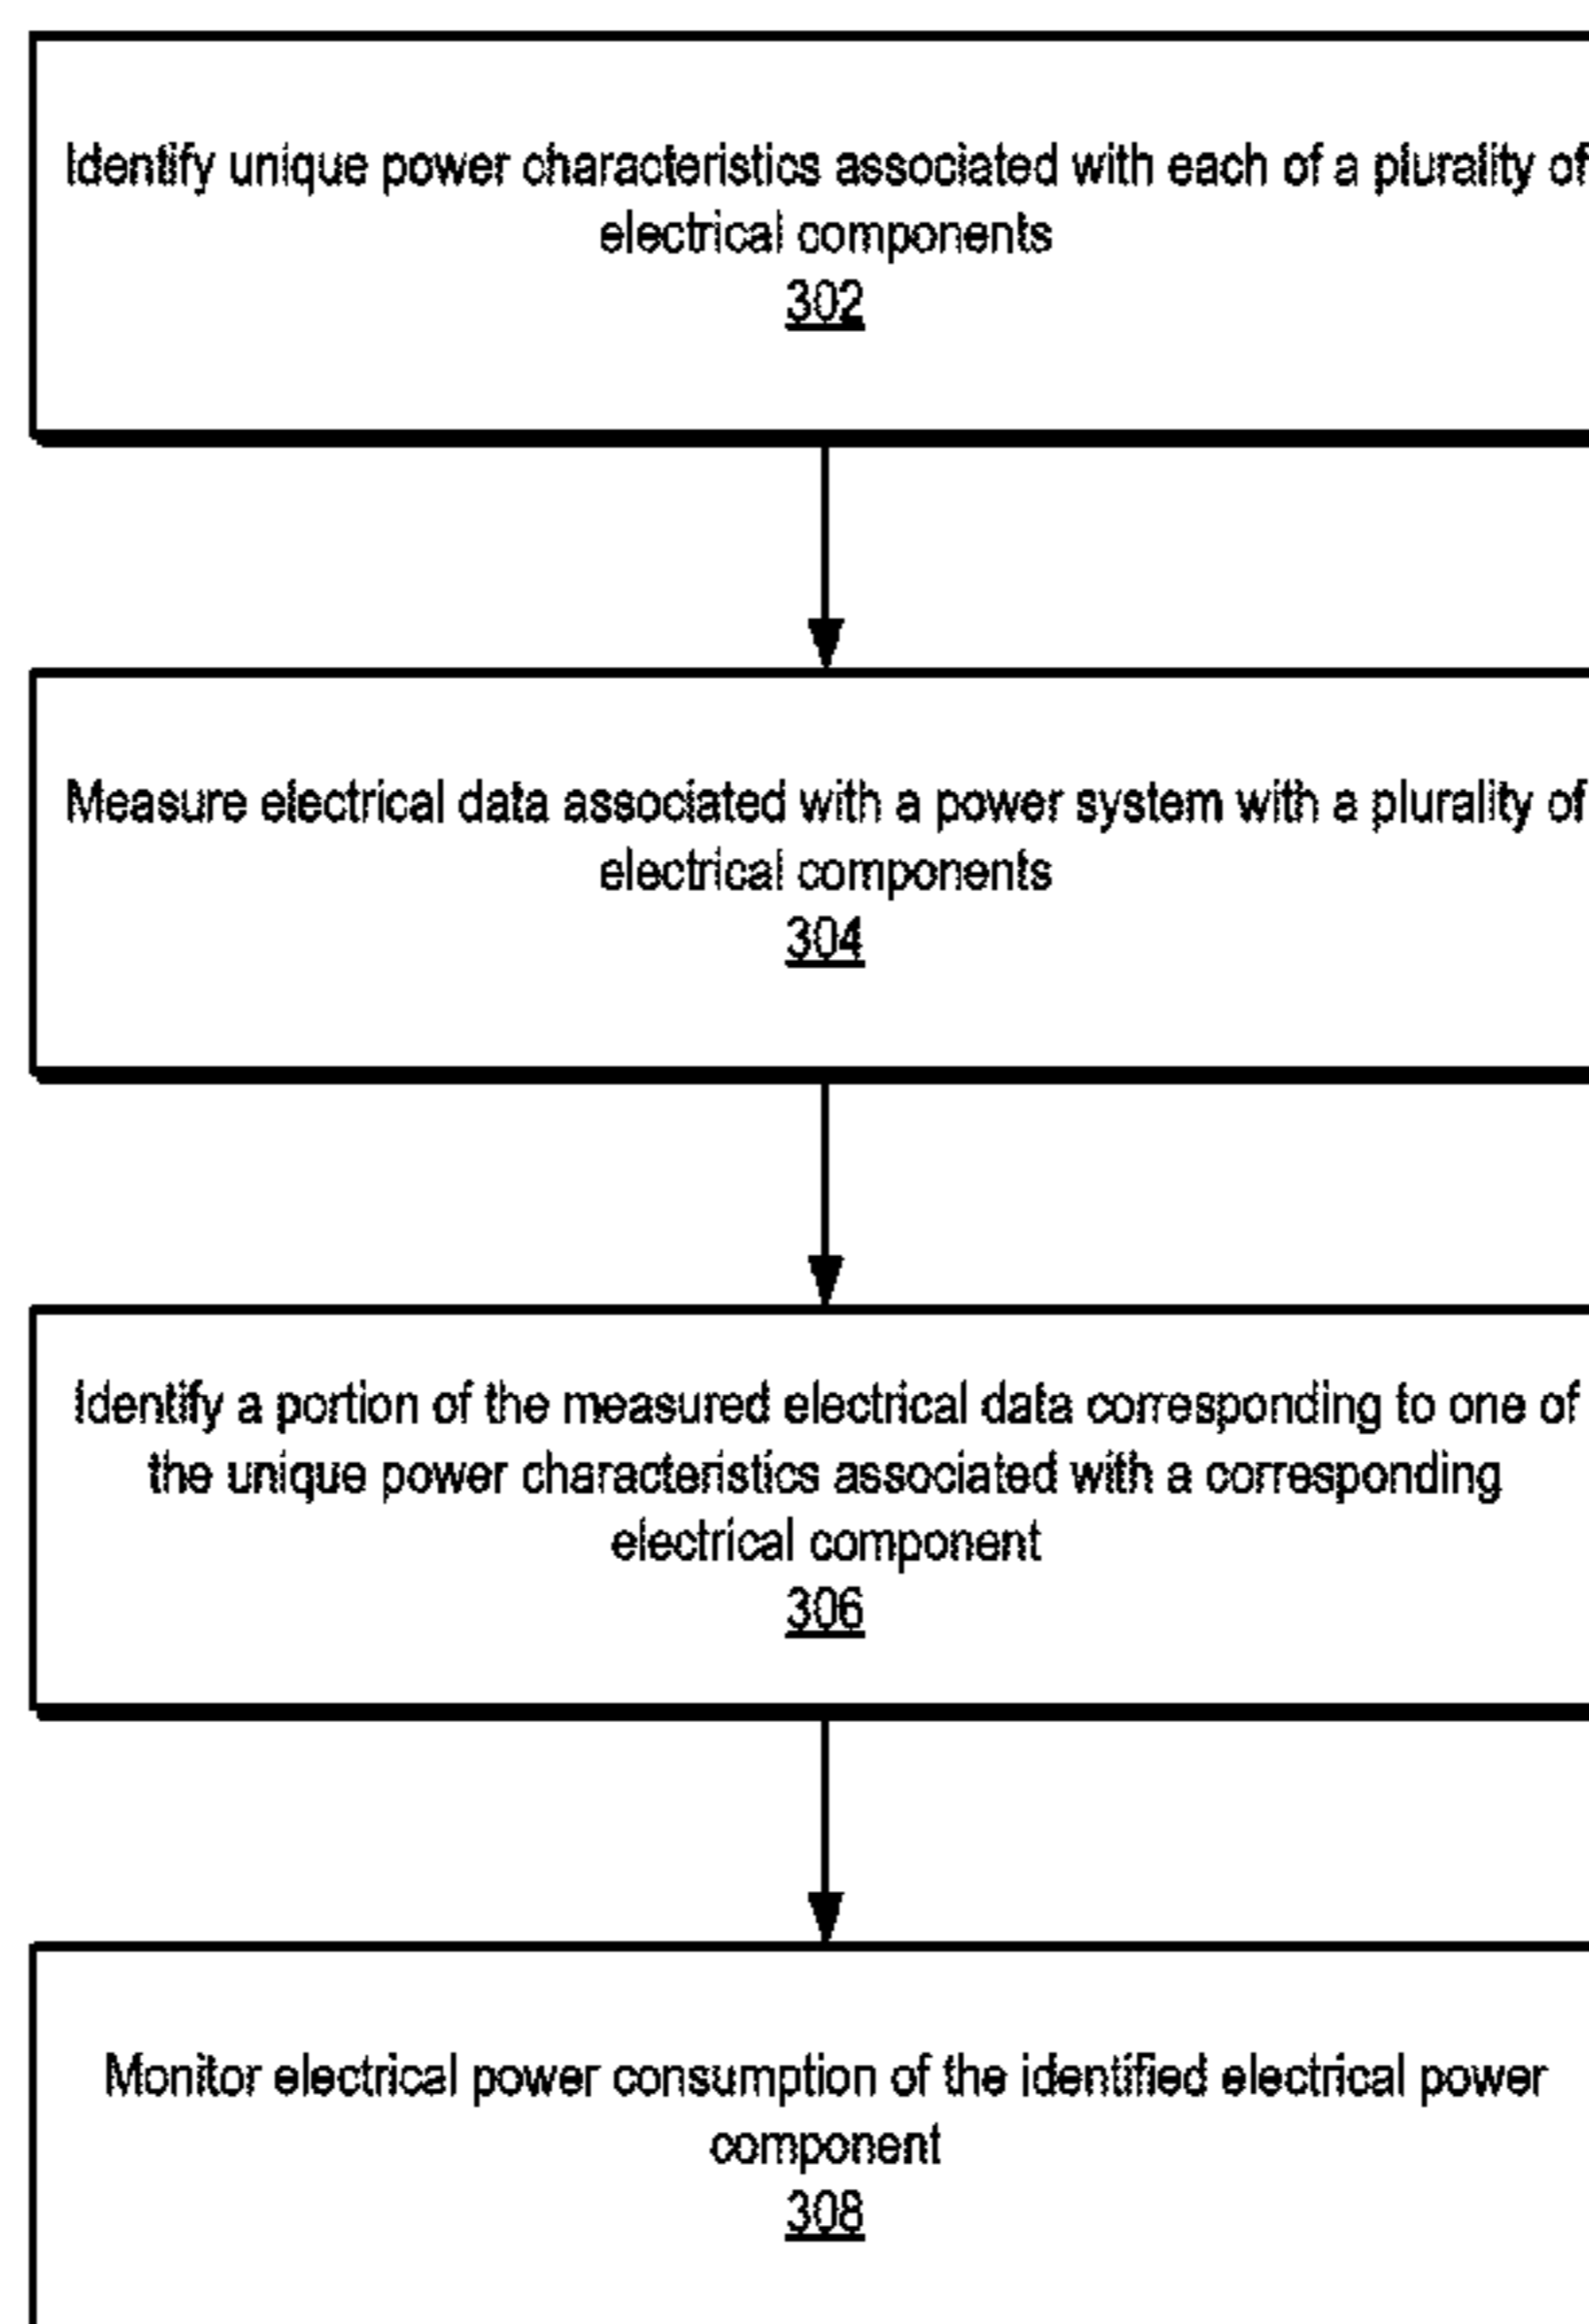 Identify unique power characteristics associated with each of a plurality of
electrical components
302
Measure electrical data associated with a power system with a plurality of
electrical components
304
Identify a portion of the measured electrical data corresponding to one of
the unique power characteristics associated with a corresponding
electrical component
306
Monitor electrical power consumption of the identified electrical power
component
308